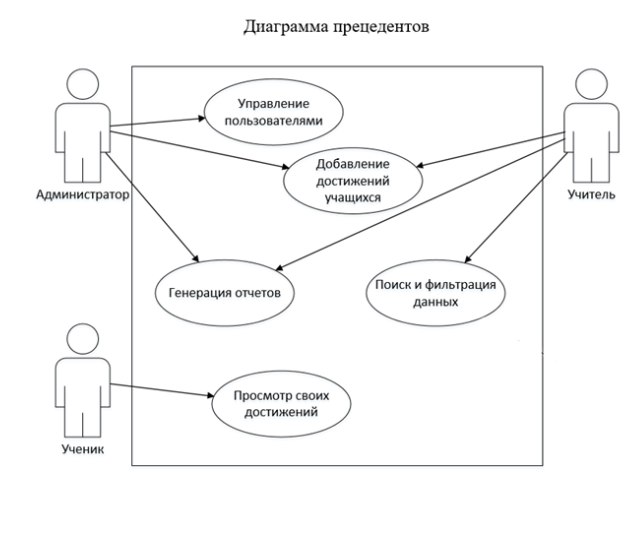 Диаграмма прецедентов
Управление
пользователями
Добавление
достижений
учащихся
Администратор
Учитель
Генерация отчетов
Поиск и фильтрация
данных
Просмотр своих
достижений
Ученик